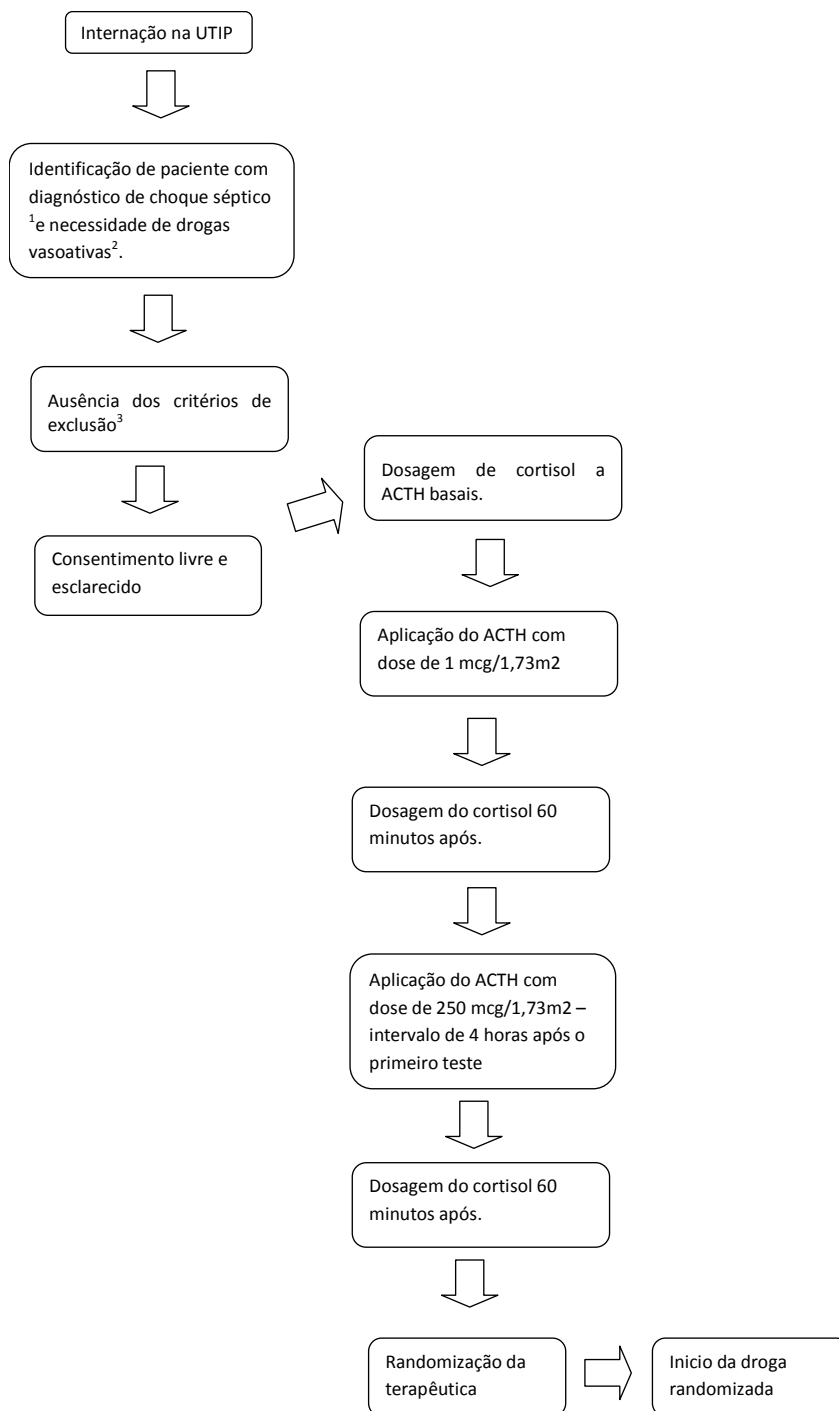 Internação na UTIP
Identificação de paciente com
diagnóstico de choque séptico
¹e necessidade de drogas
vasoativas².
Ausência dos critérios de
exclusão³
Consentimento livre e
esclarecido
Dosagem de cortisol a
ACTH basais.
Aplicação do ACTH com
dose de 1 mcg/1,73m2
Dosagem do cortisol 60
minutos após.
Aplicação do ACTH com
dose de 250 mcg/1,73m2 –
intervalo de 4 horas após o
primeiro teste
Dosagem do cortisol 60
minutos após.
Randomização da
terapêutica
Inicio da droga
randomizada